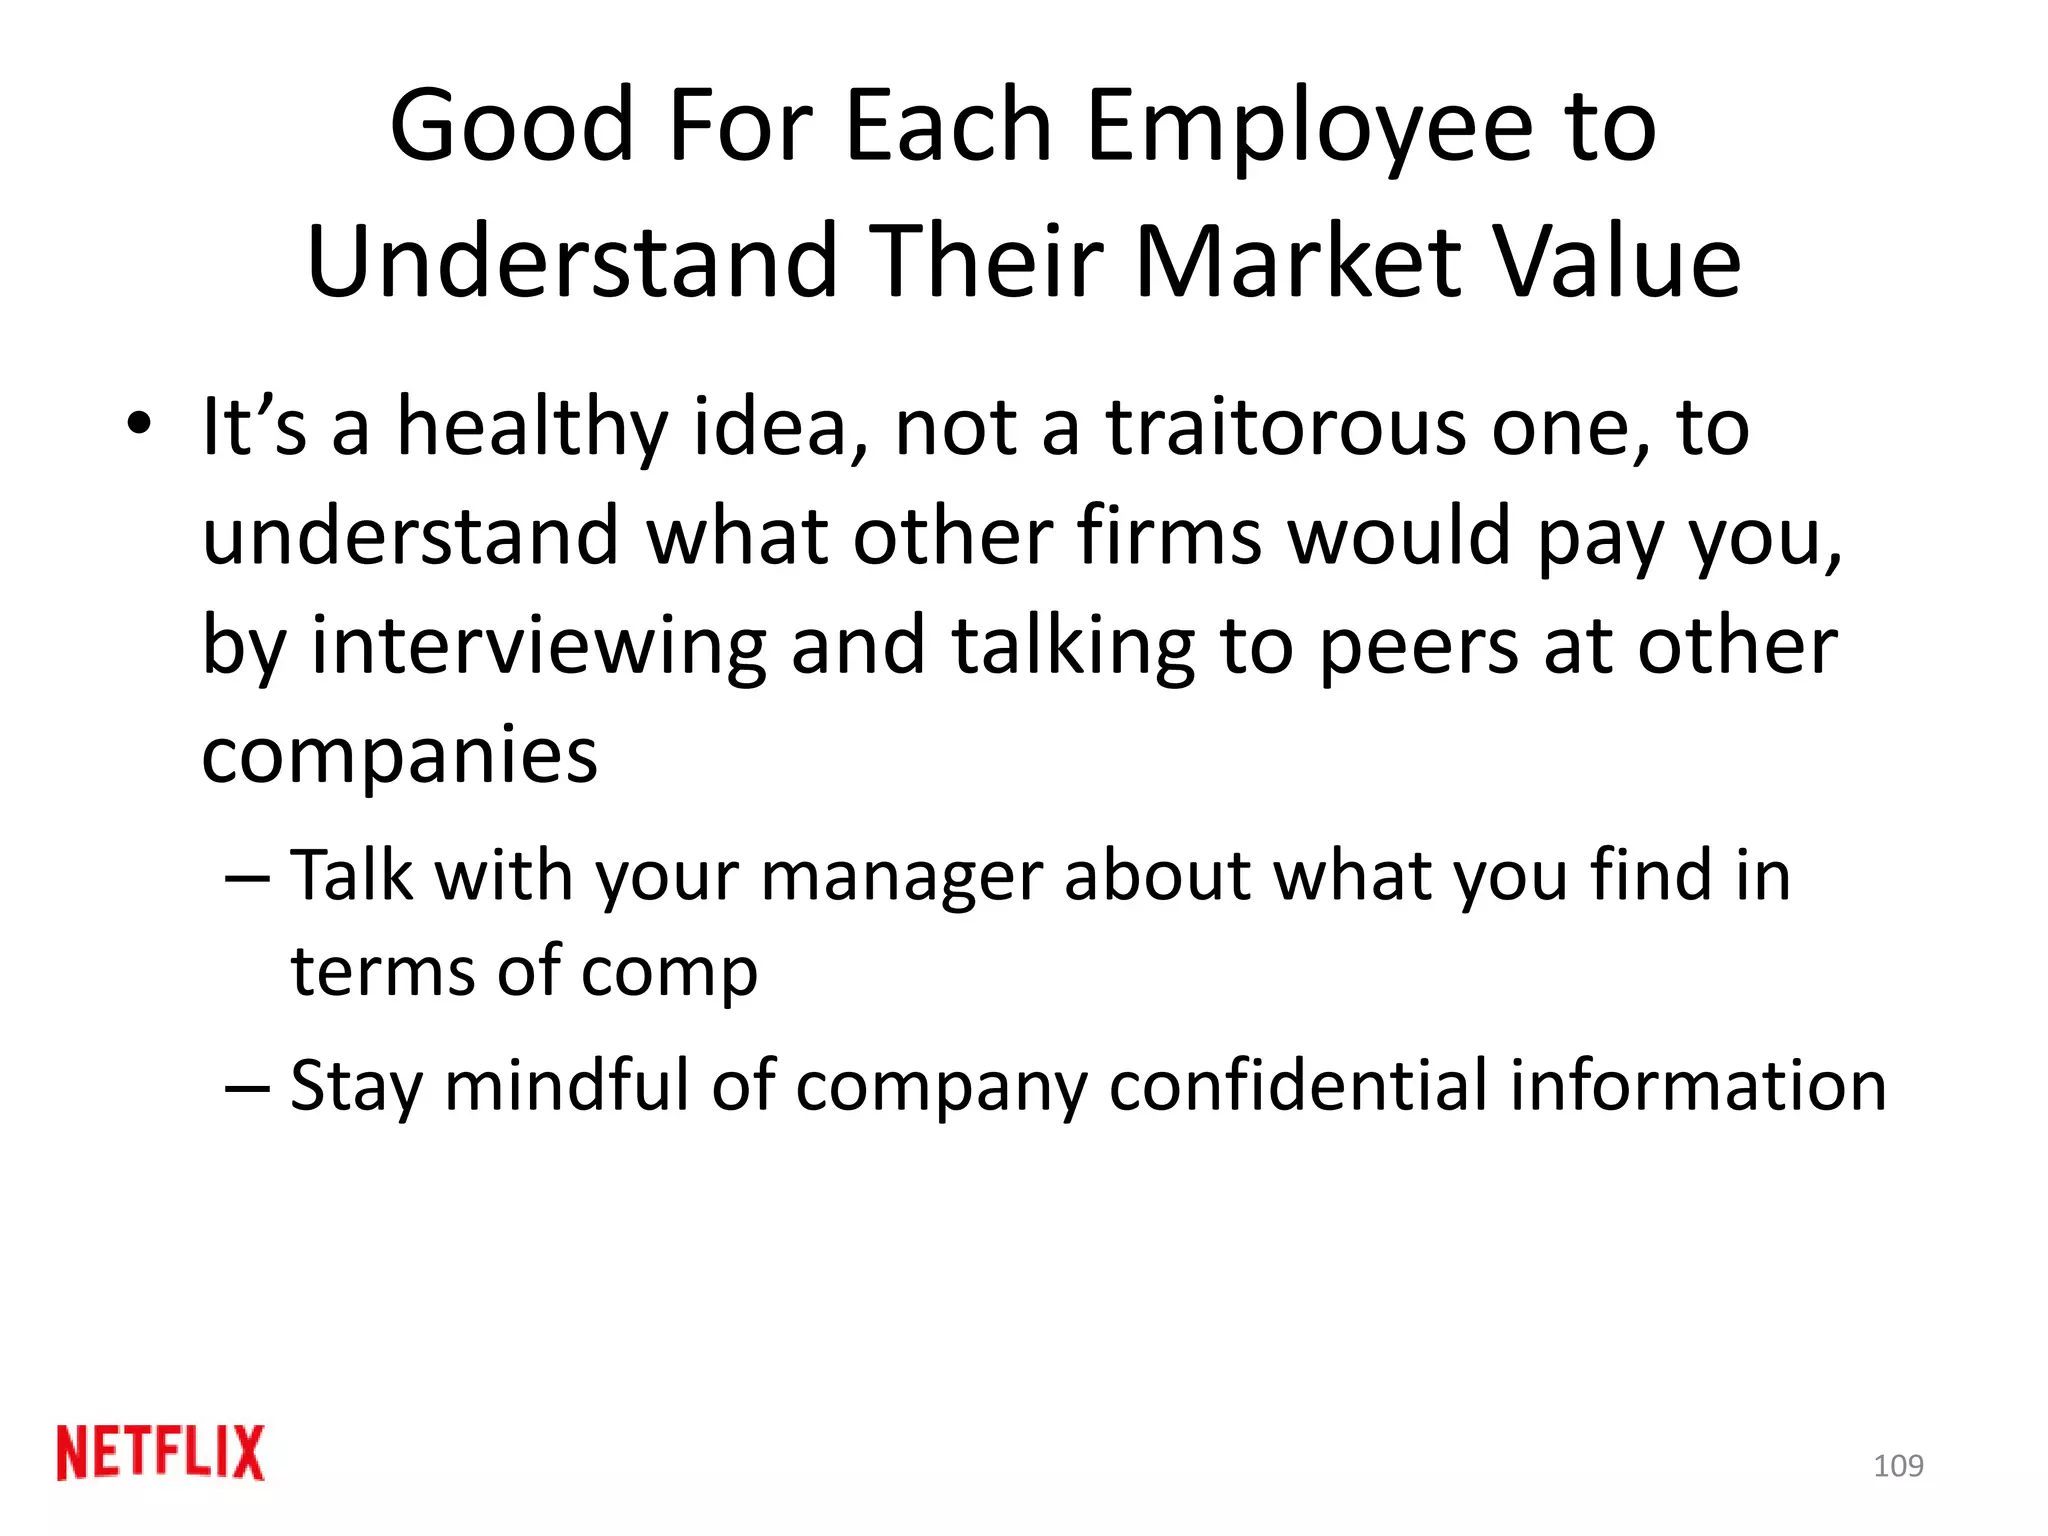 Good For Each Employee to
Understand Their Market Value
• It’s a healthy idea, not a traitorous one, to
understand what other firms would pay you,
by interviewing and talking to peers at other
companies
– Talk with your manager about what you find in
terms of comp
– Stay mindful of company confidential information
NETFLIX
109